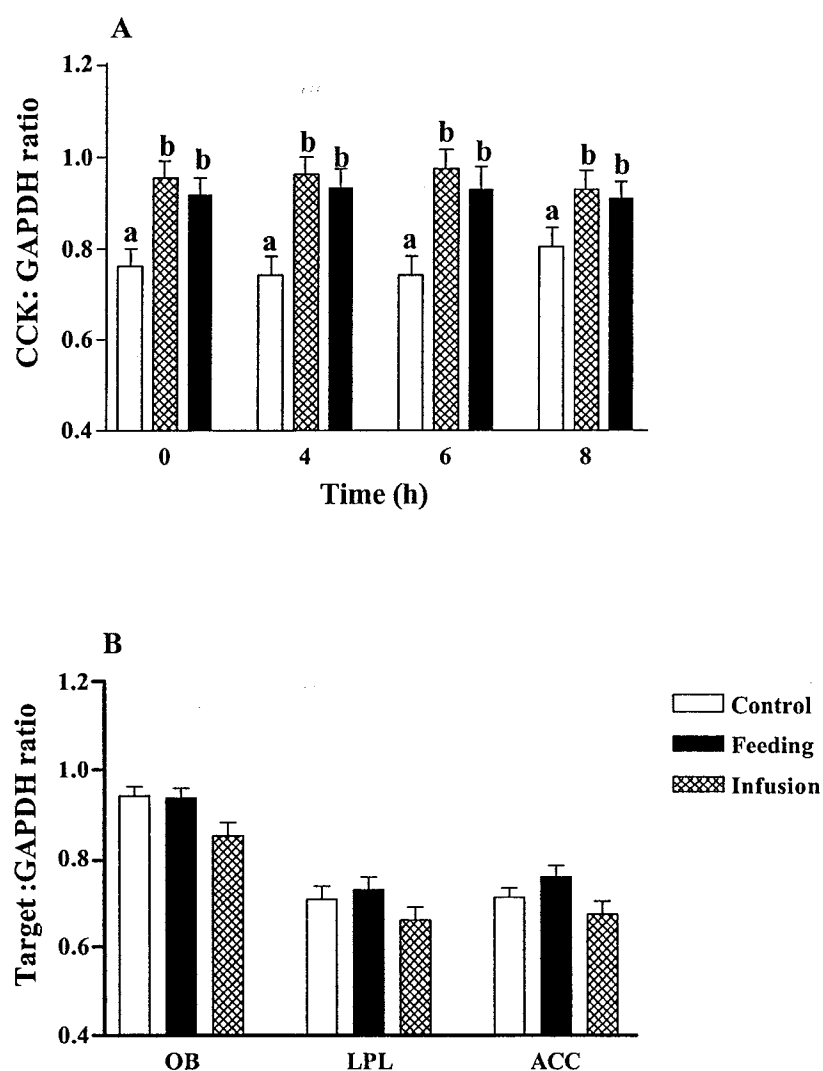 A
1.2
1.0
0.8
0.6
0.4
CCK: GAPDH ratio
a b b a b b a b b a b b
0 4 6 8
Time (h)
B
1.2
1.0
0.8
0.6
0.4
Target :GAPDH ratio
OB LPL ACC
Control
Feeding
Infusion